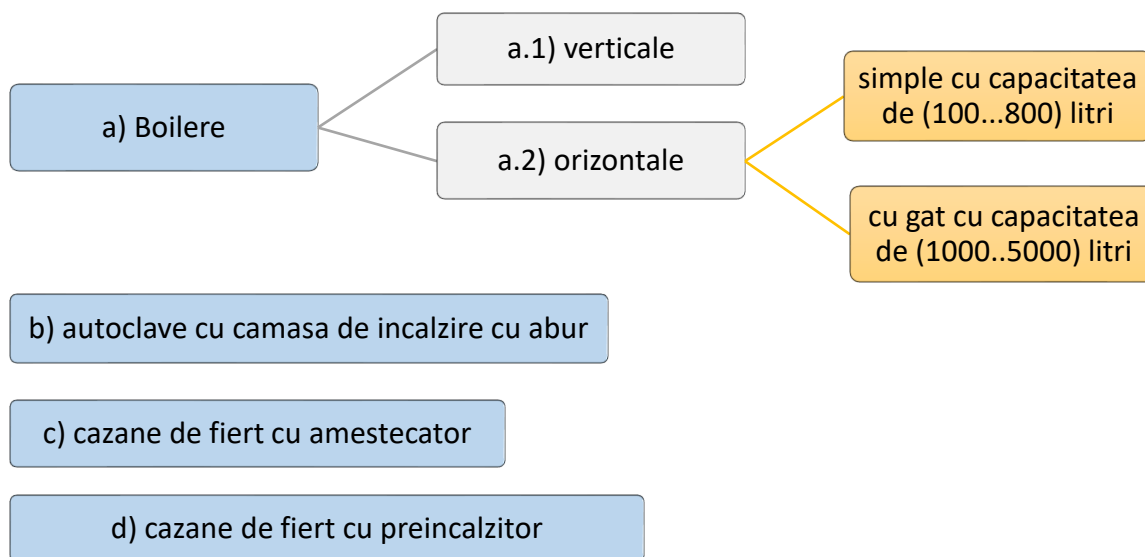 a) Boilere
a.1) verticale
a.2) orizontale
simple cu capacitatea
de (100...800) litri
cu gat cu capacitatea
de (1000..5000) litri
b) autoclave cu camasa de incalzire cu abur
c) cazane de fiert cu amestecator
d) cazane de fiert cu preincalzitor